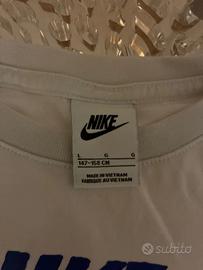 NIKE
L G G
147-158 CM
MADE IN VIETNAM
FABRIQUÉ AU VIETNAM
subito